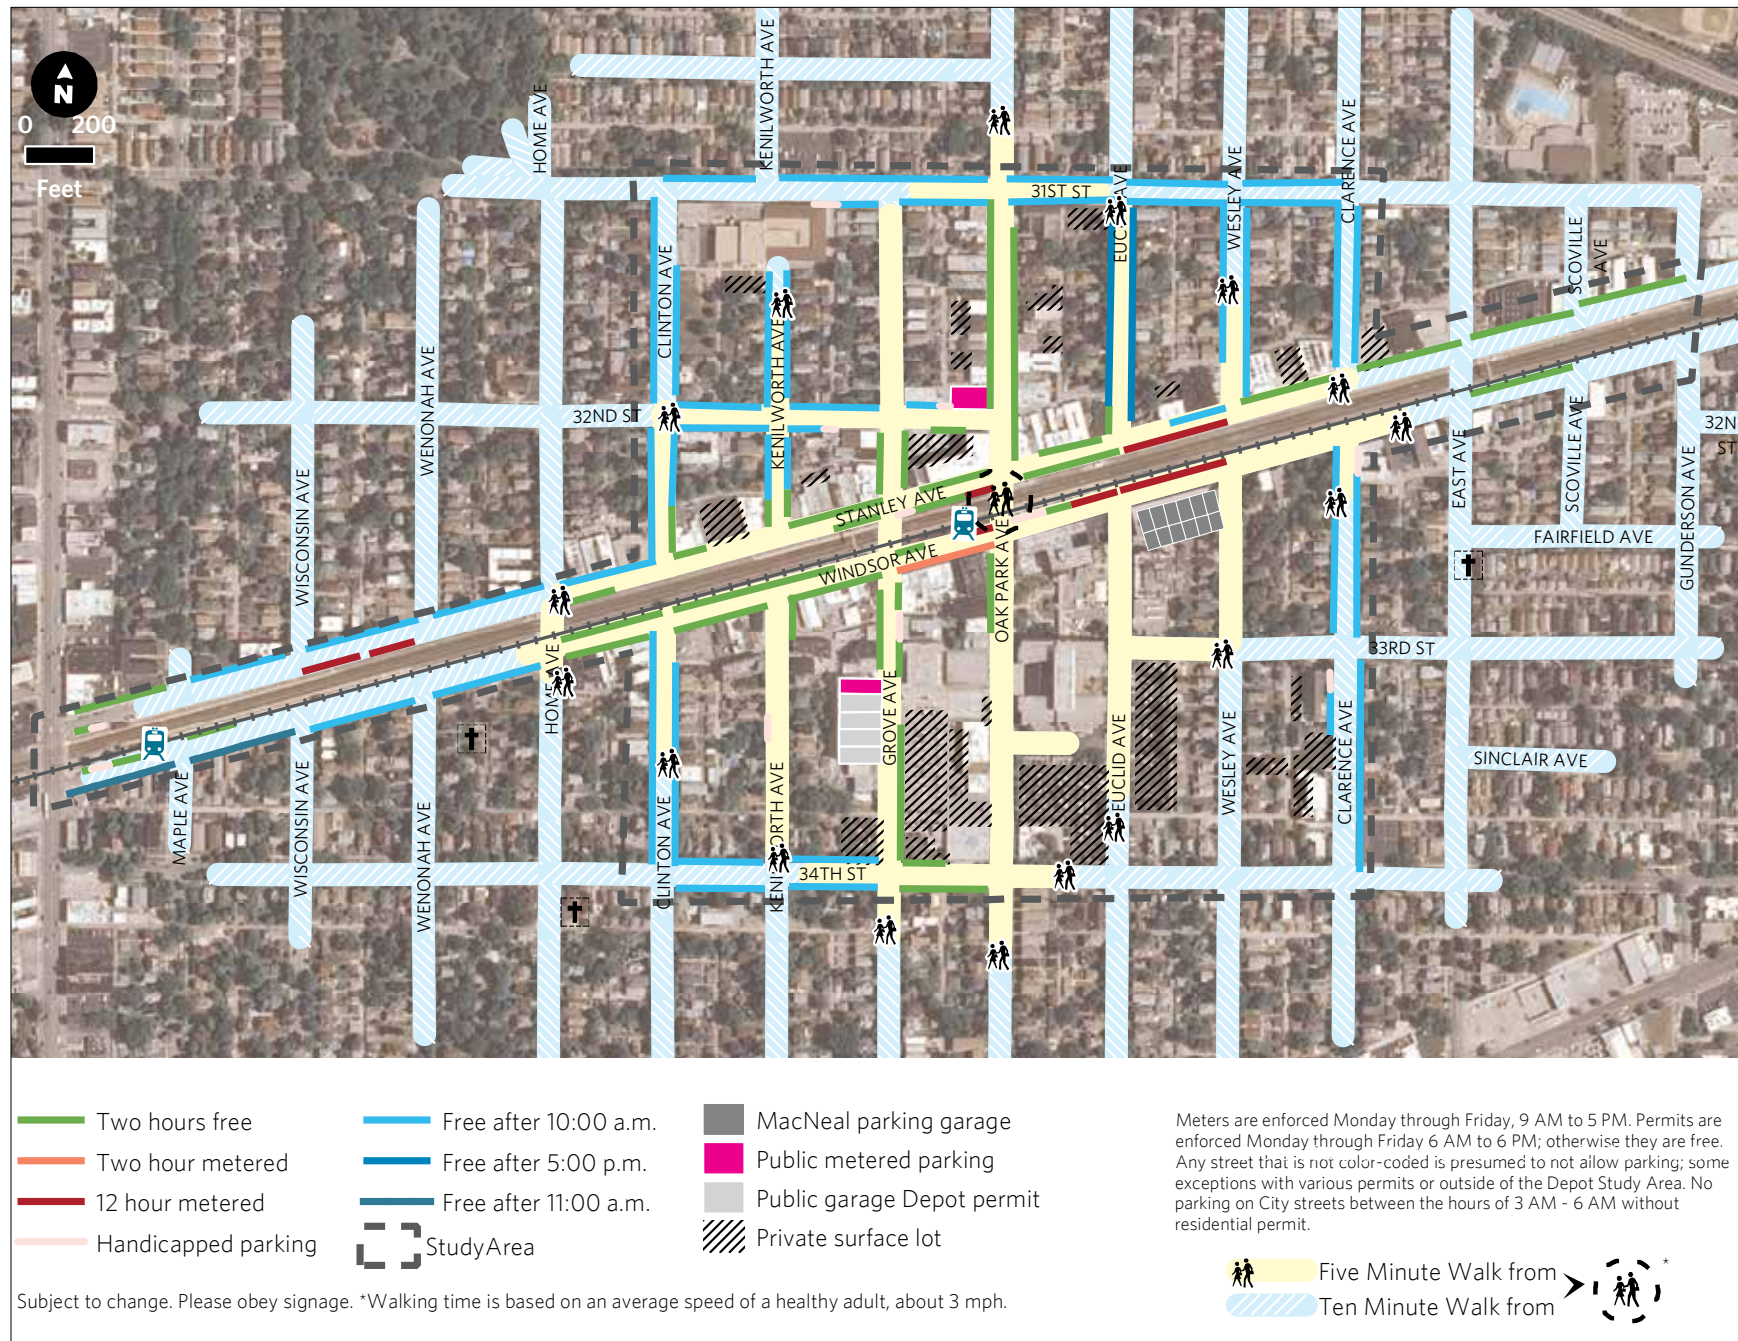 N
0 200
Feet
KENILWORTH AVE
HOME AVE
CLARENCE AVE
WESLEY AVE
EUCLID AVE
31ST ST
SCOVILLE AVE
CLINTON AVE
KENILWORTH AVE
WENONAH AVE
WISCONSIN AVE
32ND ST
32N
ST
EAST AVE
SCOVILLE AVE
GUNDERSON AVE
STANLEY AVE
WINDSOR AVE
OAK PARK AVE
FAIRFIELD AVE
33RD ST
HOME AVE
GROVE AVE
EUCLID AVE
WESLEY AVE
CLARENCE AVE
SINCLAIR AVE
MAPLE AVE
WISCONSIN AVE
WENONAH AVE
CLINTON AVE
KENILWORTH AVE
34TH ST
Two hours free
Two hour metered
12 hour metered
Handicapped parking
Free after 10:00 a.m.
Free after 5:00 p.m.
Free after 11:00 a.m.
StudyArea
MacNeal parking garage
Public metered parking
Public garage Depot permit
Private surface lot
Meters are enforced Monday through Friday, 9 AM to 5 PM. Permits are
enforced Monday through Friday 6 AM to 6 PM; otherwise they are free.
Any street that is not color-coded is presumed to not allow parking; some
exceptions with various permits or outside of the Depot Study Area. No
parking on City streets between the hours of 3 AM - 6 AM without
residential permit.
Five Minute Walk from
Ten Minute Walk from
*
Subject to change. Please obey signage. *Walking time is based on an average speed of a healthy adult, about 3 mph.